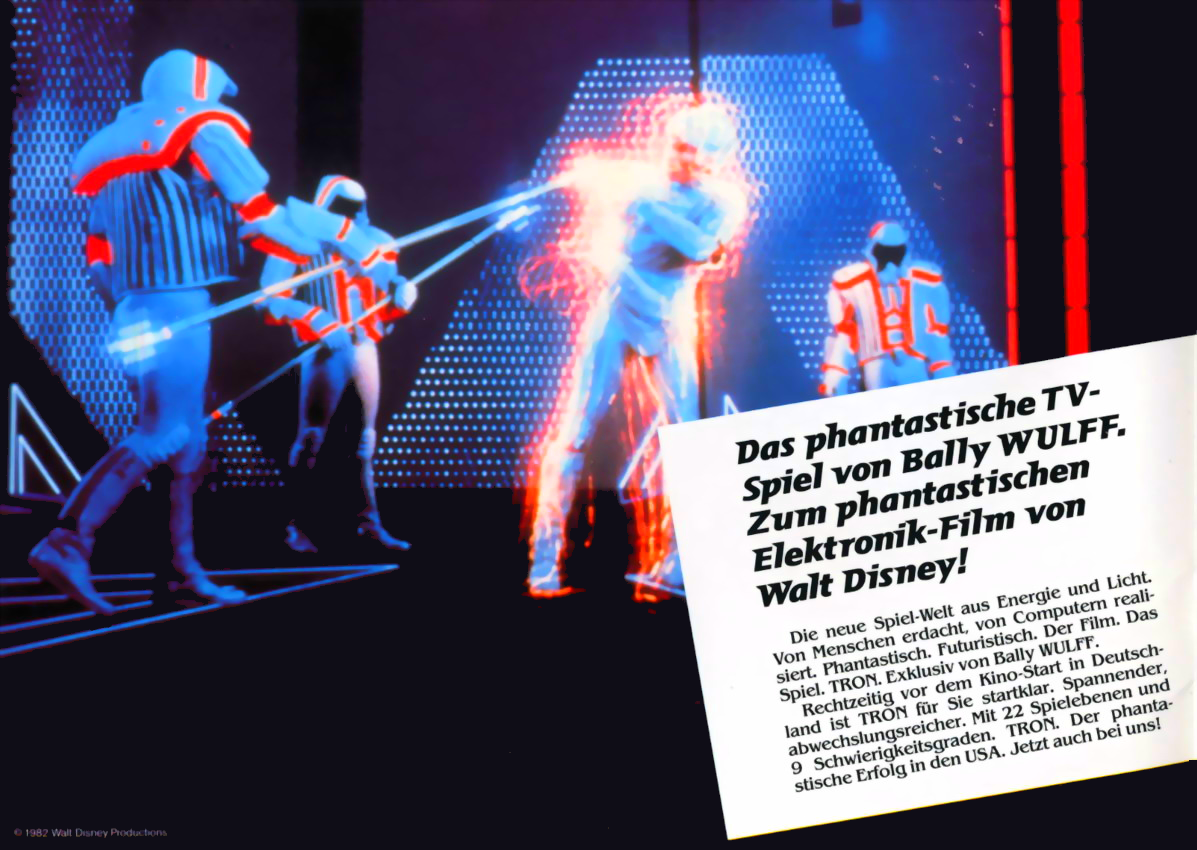 Das phantastische TV-
Spiel von Bally WULFF.
Zum phantastischen
Elektronik-Film von
Walt Disney!
Die neue Spiel-Welt aus Energie und Licht.
Von Menschen erdacht, von Computern reali-
siert. Phantastisch. Futuristisch. Der Film. Das
Spiel. TRON. Exklusiv von Bally WULFF.
Rechtzeitig vor dem Kino-Start in Deutsch-
land ist TRON für Sie startklar. Spannender,
abwechslungsreicher. Mit 22 Spielebenen und
9 Schwierigkeitsgraden. TRON. Der phanta-
stische Erfolg in den USA. Jetzt auch bei uns!
© 1982 Walt Disney Productions